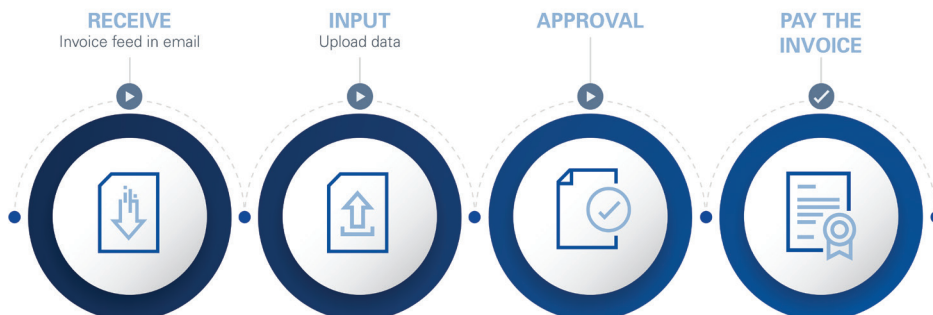 RECEIVE
Invoice feed in email
INPUT
Upload data
APPROVAL
PAY THE
INVOICE